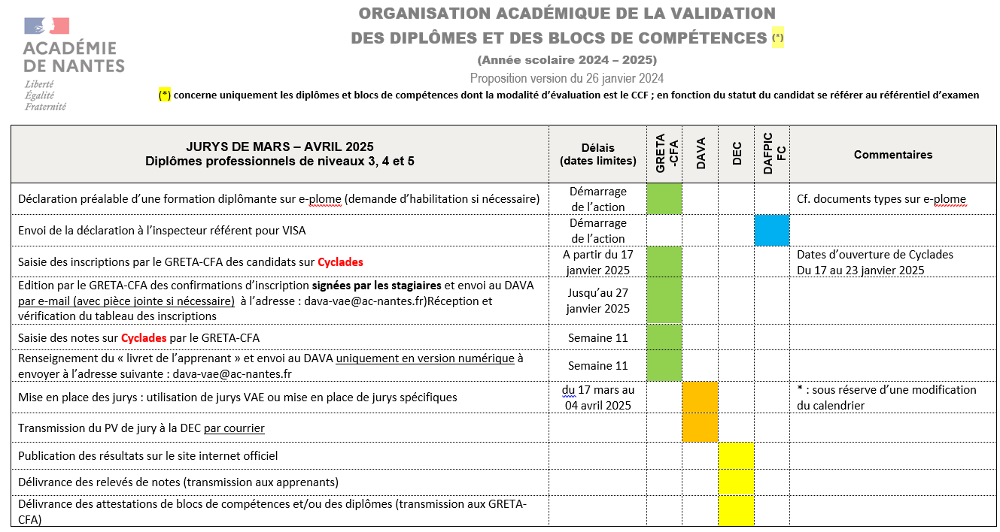 ORGANISATION ACADÉMIQUE DE LA VALIDATION
DES DIPLÔMES ET DES BLOCS DE COMPÉTENCES (*)
(Année scolaire 2024 – 2025)
Proposition version du 26 janvier 2024
ACADÉMIE
DE NANTES
Liberté
Égalité
Fraternité
(*) concerne uniquement les diplômes et blocs de compétences dont la modalité d’évaluation est le CCF ; en fonction du statut du candidat se référer au référentiel d’examen
JURYS DE MARS – AVRIL 2025
Diplômes professionnels de niveaux 3, 4 et 5
Délais
(dates limites)
GRETA
-CFA
DAVA
DEC
DAFPIC
FC
Commentaires
Déclaration préalable d’une formation diplômante sur e-plome (demande d’habilitation si nécessaire)
Démarrage
de l’action
Cf. documents types sur e-plome
Envoi de la déclaration à l’inspecteur référent pour VISA
Démarrage
de l’action
Saisie des inscriptions par le GRETA-CFA des candidats sur Cyclades
A partir du 17
janvier 2025
Dates d’ouverture de Cyclades
Du 17 au 23 janvier 2025
Edition par le GRETA-CFA des confirmations d’inscription signées par les stagiaires et envoi au DAVA
par e-mail (avec pièce jointe si nécessaire) à l’adresse : dava-vae@ac-nantes.fr)Réception et
vérification du tableau des inscriptions
Jusqu’au 27
janvier 2025
Saisie des notes sur Cyclades par le GRETA-CFA
Semaine 11
Renseignement du « livret de l’apprenant » et envoi au DAVA uniquement en version numérique à
envoyer à l’adresse suivante : dava-vae@ac-nantes.fr
Semaine 11
Mise en place des jurys : utilisation de jurys VAE ou mise en place de jurys spécifiques
du 17 mars au
04 avril 2025
* : sous réserve d’une modification
du calendrier
Transmission du PV de jury à la DEC par courrier
Publication des résultats sur le site internet officiel
Délivrance des relevés de notes (transmission aux apprenants)
Délivrance des attestations de blocs de compétences et/ou des diplômes (transmission aux GRETA-
CFA)